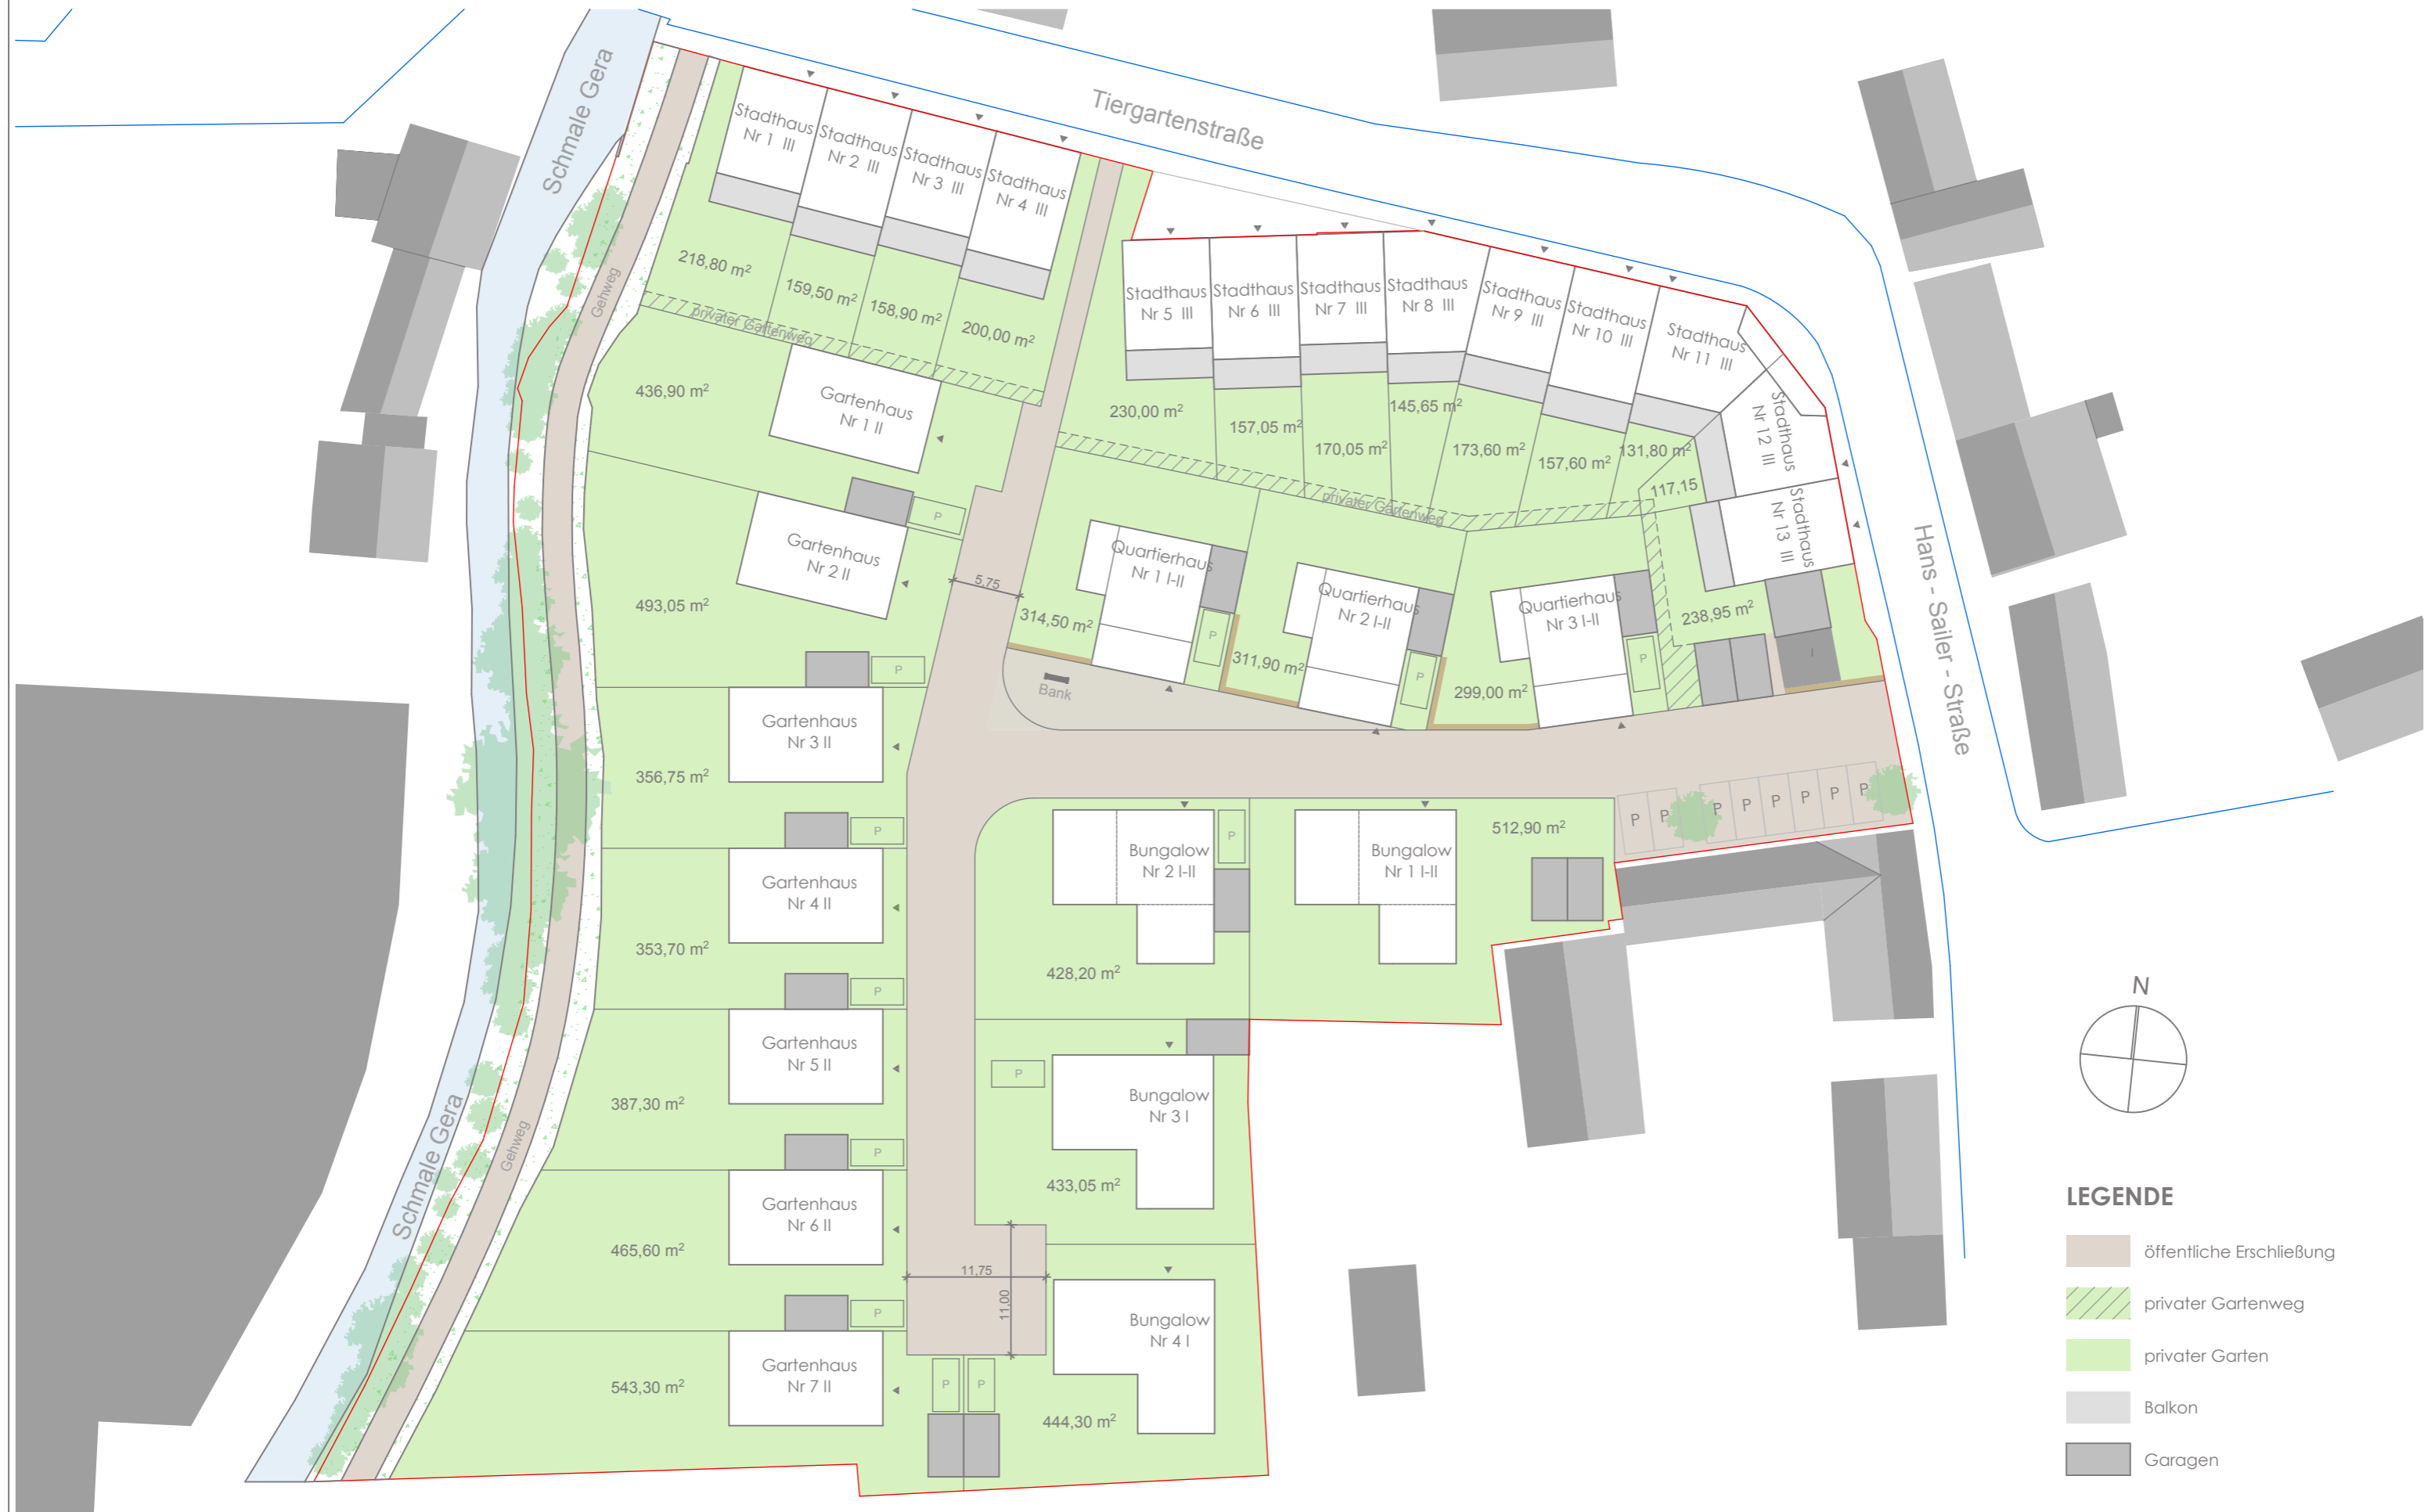 Schmale Gera
Tiergartenstraße
Gehweg
Stadthaus
Nr 1 III
Stadthaus
Nr 2 III
Stadthaus
Nr 3 III
Stadthaus
Nr 4 III
218,80 m²
159,50 m²
158,90 m²
200,00 m²
privater Gartenweg
Stadthaus
Nr 5 III
Stadthaus
Nr 6 III
Stadthaus
Nr 7 III
Stadthaus
Nr 8 III
Stadthaus
Nr 9 III
Stadthaus
Nr 10 III
Stadthaus
Nr 11 III
Stadthaus
Nr 12 III
Stadthaus
Nr 13 III
230,00 m²
157,05 m²
170,05 m²
145,65 m²
173,60 m²
157,60 m²
131,80 m²
117,15
238,95 m²
privater Gartenweg
Hans - Sailer - Straße
436,90 m²
Gartenhaus
Nr 1 II
P
493,05 m²
Gartenhaus
Nr 2 II
5,75
314,50 m²
Quartierhaus
Nr 1 I-II
P
311,90 m²
Quartierhaus
Nr 2 I-II
P
299,00 m²
Quartierhaus
Nr 3 I-II
P
I
Bank
P
356,75 m²
Gartenhaus
Nr 3 II
P
353,70 m²
Gartenhaus
Nr 4 II
P
387,30 m²
Gartenhaus
Nr 5 II
P
465,60 m²
Gartenhaus
Nr 6 II
P
543,30 m²
Gartenhaus
Nr 7 II
P P
P P P P P P P P
512,90 m²
Bungalow
Nr 1 I-II
P
Bungalow
Nr 2 I-II
428,20 m²
P
Bungalow
Nr 3 I
433,05 m²
11,75
11,00
Bungalow
Nr 4 I
444,30 m²
Schmale Gera
Gehweg
N
LEGENDE
öffentliche Erschließung
privater Gartenweg
privater Garten
Balkon
Garagen